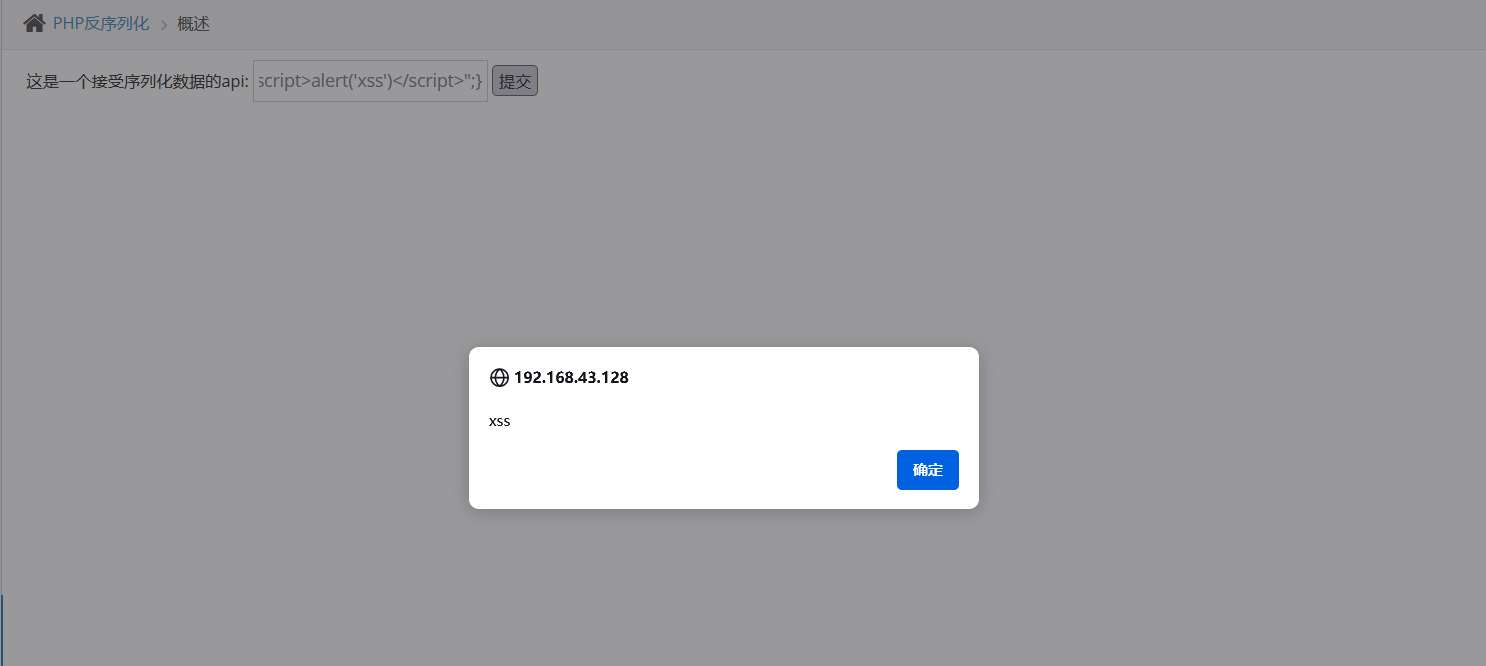 PHP反序列化 > 概述
这是一个接受序列化数据的api: script>alert('xss')</script>";} 提交
192.168.43.128
xss
确定